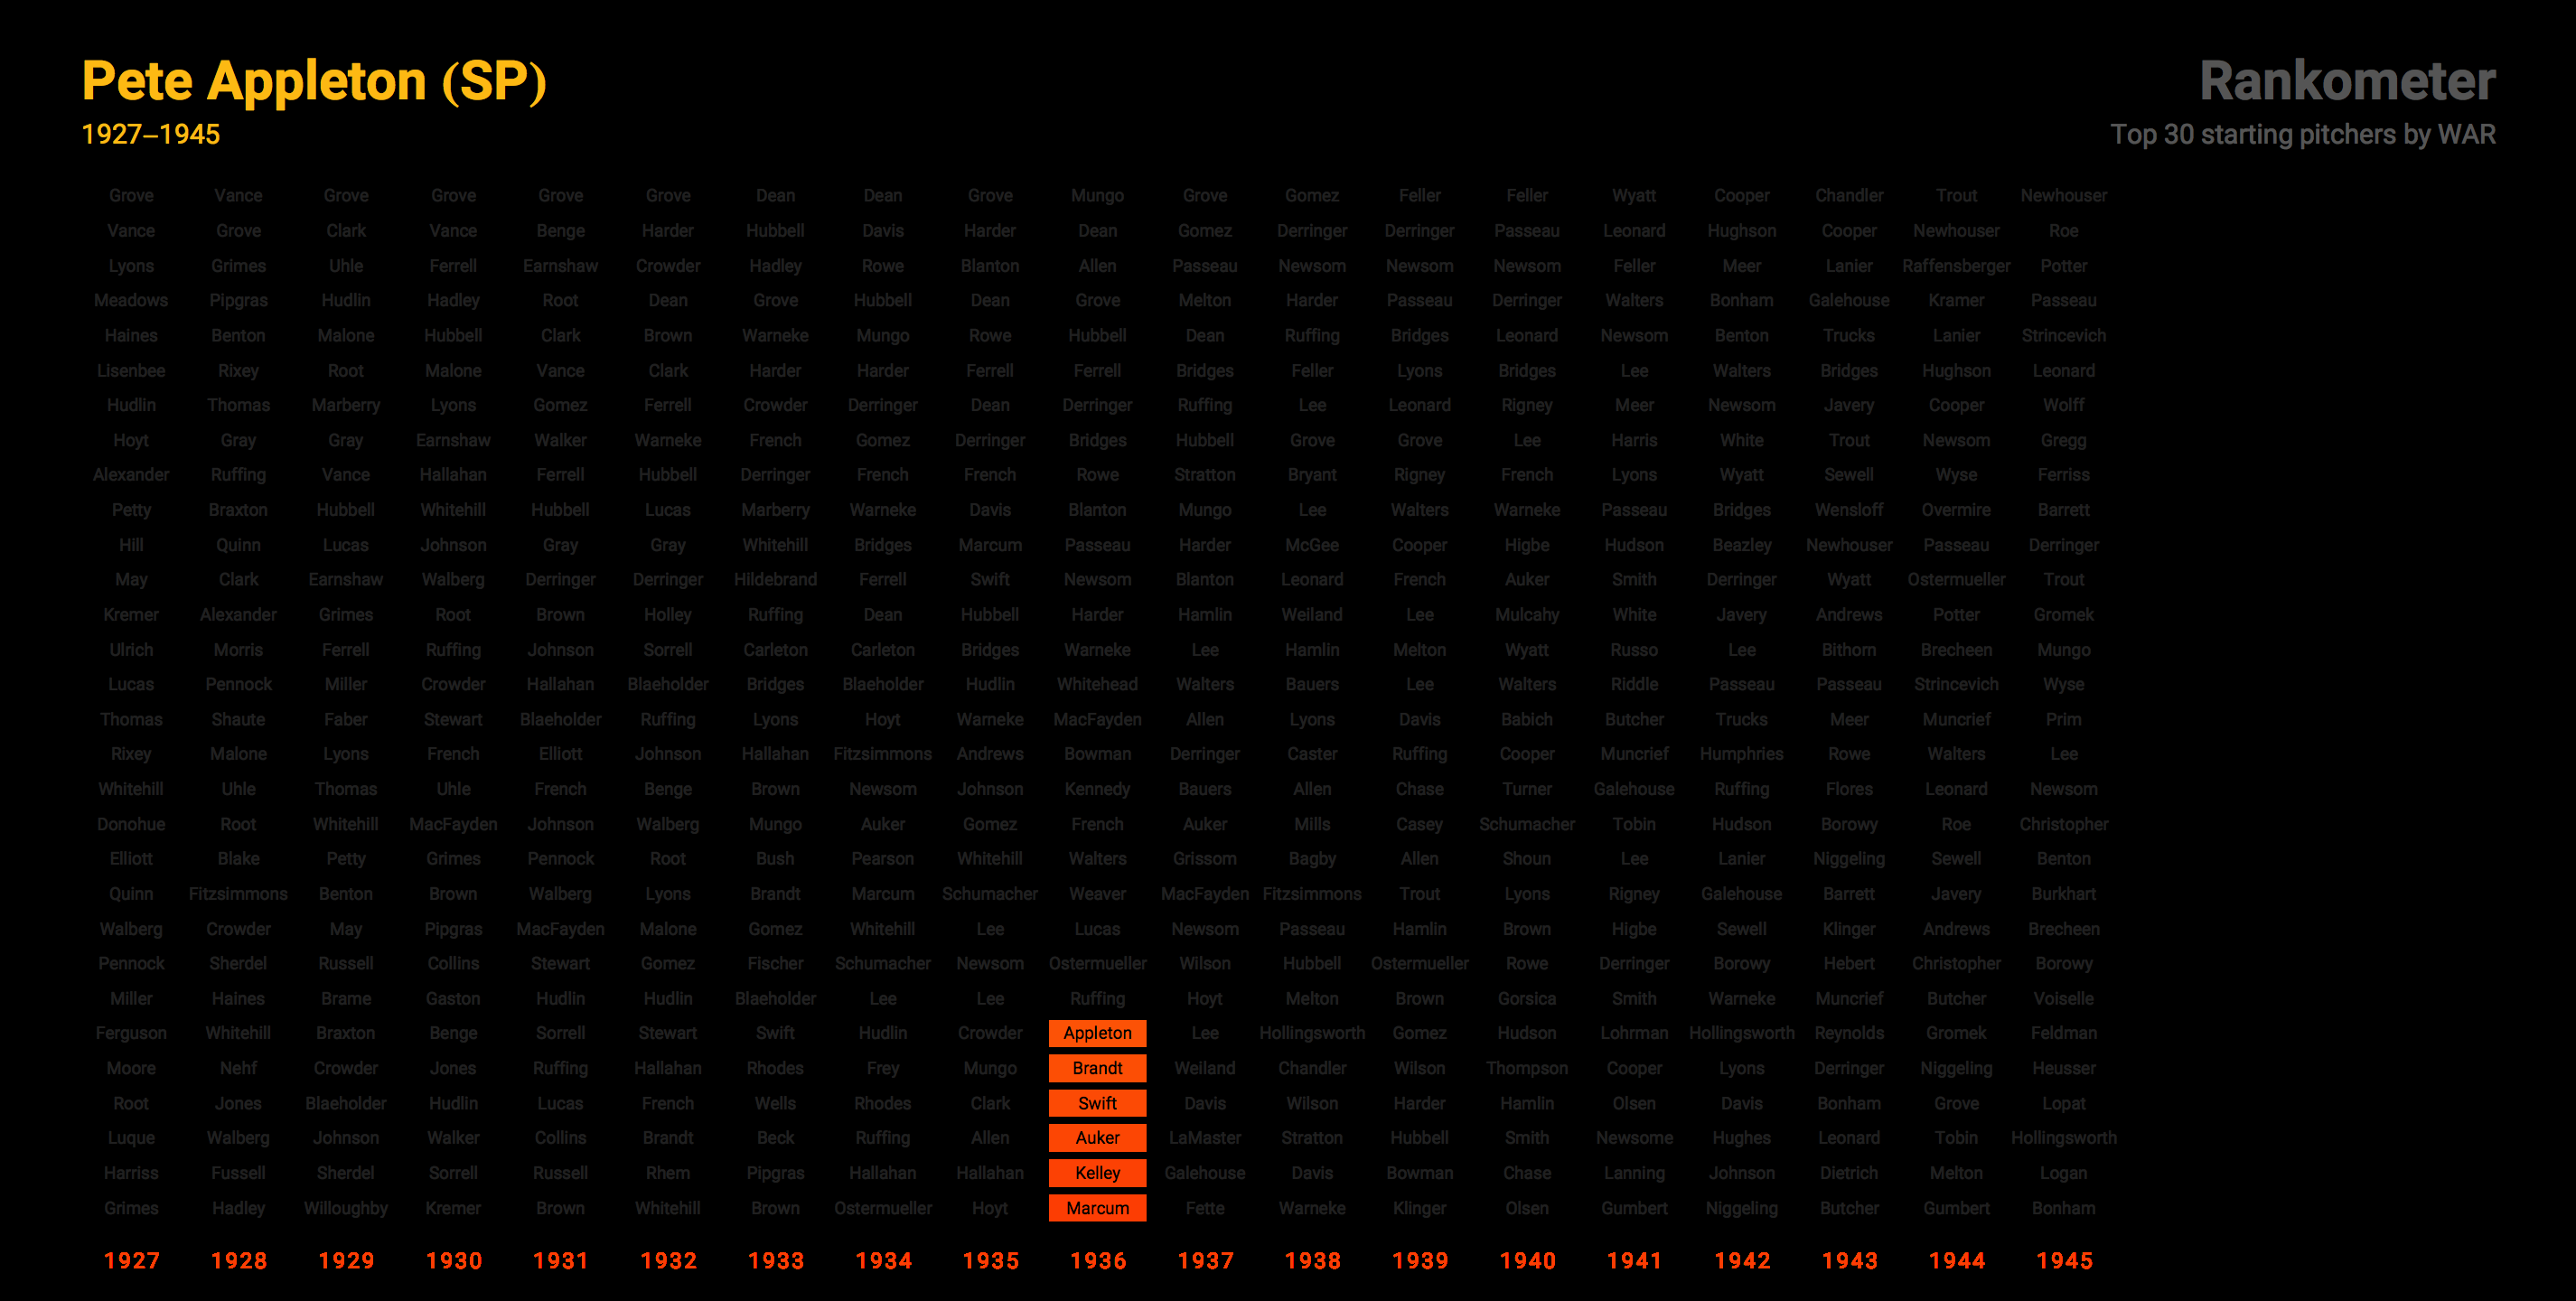 Pete Appleton (SP)
Rankometer
1927–1945
Top 30 starting pitchers by WAR
Grove Vance Grove Grove Grove Grove Dean Dean Grove Mungo Grove Gomez Feller Feller Wyatt Cooper Chandler Trout Newhouser
Vance Grove Clark Vance Benge Harder Hubbell Davis Harder Dean Gomez Derringer Derringer Passeau Leonard Hughson Cooper Newhouser Roe
Lyons Grimes Uhle Ferrell Earnshaw Crowder Hadley Rowe Blanton Allen Passeau Newsom Newsom Newsom Feller Meer Lanier Raffensberger Potter
Meadows Pipgras Hudlin Hadley Root Dean Grove Hubbell Dean Grove Melton Harder Passeau Derringer Walters Bonham Galehouse Kramer Passeau
Haines Benton Malone Hubbell Clark Brown Warneke Mungo Rowe Hubbell Dean Ruffing Bridges Leonard Newsom Benton Trucks Lanier Strincevich
Lisenbee Rixey Root Malone Vance Clark Harder Harder Ferrell Ferrell Bridges Feller Lyons Bridges Lee Walters Bridges Hughson Leonard
Hudlin Thomas Marberry Lyons Gomez Ferrell Crowder Derringer Dean Derringer Ruffing Lee Leonard Rigney Meer Newsom Javery Cooper Wolff
Hoyt Gray Gray Earnshaw Walker Warneke French Gomez Derringer Bridges Hubbell Grove Grove Lee Harris White Trout Newsom Gregg
Alexander Ruffing Vance Hallahan Ferrell Hubbell Derringer French French Rowe Stratton Bryant Rigney French Lyons Wyatt Sewell Wyse Ferriss
Petty Braxton Hubbell Whitehill Hubbell Lucas Marberry Warneke Davis Blanton Mungo Lee Walters Warneke Passeau Bridges Wensloff Overmire Barrett
Hill Quinn Lucas Johnson Gray Gray Whitehill Bridges Marcum Passeau Harder McGee Cooper Higbe Hudson Beazley Newhouser Passeau Derringer
May Clark Earnshaw Walberg Derringer Derringer Hildebrand Ferrell Swift Newsom Blanton Leonard French Auker Smith Derringer Wyatt Ostermueller Trout
Kremer Alexander Grimes Root Brown Holley Ruffing Dean Hubbell Harder Hamlin Weiland Lee Mulcahy White Javery Andrews Potter Gromek
Ulrich Morris Ferrell Ruffing Johnson Sorrell Carleton Carleton Bridges Warneke Lee Hamlin Melton Wyatt Russo Lee Bithorn Brecheen Mungo
Lucas Pennock Miller Crowder Hallahan Blaeholder Bridges Blaeholder Hudlin Whitehead Walters Bauers Lee Walters Riddle Passeau Passeau Strincevich Wyse
Thomas Shaute Faber Stewart Blaeholder Ruffing Lyons Hoyt Warneke MacFayden Allen Lyons Davis Babich Butcher Trucks Meer Muncrief Prim
Rixey Malone Lyons French Elliott Johnson Hallahan Fitzsimmons Andrews Bowman Derringer Caster Ruffing Cooper Muncrief Humphries Rowe Walters Lee
Whitehill Uhle Thomas Uhle French Benge Brown Newsom Johnson Kennedy Bauers Allen Chase Turner Galehouse Ruffing Flores Leonard Newsom
Donohue Root Whitehill MacFayden Johnson Walberg Mungo Auker Gomez French Auker Mills Casey Schumacher Tobin Hudson Borowy Roe Christopher
Elliott Blake Petty Grimes Pennock Root Bush Pearson Whitehill Walters Grissom Bagby Allen Shoun Lee Lanier Niggeling Sewell Benton
Quinn Fitzsimmons Benton Brown Walberg Lyons Brandt Marcum Schumacher Weaver MacFayden Fitzsimmons Trout Lyons Rigney Galehouse Barrett Javery Burkhart
Walberg Crowder May Pipgras MacFayden Malone Gomez Whitehill Lee Lucas Newsom Passeau Hamlin Brown Higbe Sewell Klinger Andrews Brecheen
Pennock Sherdel Russell Collins Stewart Gomez Fischer Schumacher Newsom Ostermueller Wilson Hubbell Ostermueller Rowe Derringer Borowy Hebert Christopher Borowy
Miller Haines Brame Gaston Hudlin Hudlin Blaeholder Lee Lee Ruffing Hoyt Melton Brown Gorsica Smith Warneke Muncrief Butcher Voiselle
Ferguson Whitehill Braxton Benge Sorrell Stewart Swift Hudlin Crowder Appleton Lee Hollingsworth Gomez Hudson Lohrman Hollingsworth Reynolds Gromek Feldman
Moore Nehf Crowder Jones Ruffing Hallahan Rhodes Frey Mungo Brandt Weiland Chandler Wilson Thompson Cooper Lyons Derringer Niggeling Heusser
Root Jones Blaeholder Hudlin Lucas French Wells Rhodes Clark Swift Davis Wilson Harder Hamlin Olsen Davis Bonham Grove Lopat
Luque Walberg Johnson Walker Collins Brandt Beck Ruffing Allen Auker LaMaster Stratton Hubbell Smith Newsome Hughes Leonard Tobin Hollingsworth
Harriss Fussell Sherdel Sorrell Russell Rhem Pipgras Hallahan Hallahan Kelley Galehouse Davis Bowman Chase Lanning Johnson Dietrich Melton Logan
Grimes Hadley Willoughby Kremer Brown Whitehill Brown Ostermueller Hoyt Marcum Fette Warneke Klinger Olsen Gumbert Niggeling Butcher Gumbert Bonham
1927 1928 1929 1930 1931 1932 1933 1934 1935 1936 1937 1938 1939 1940 1941 1942 1943 1944 1945